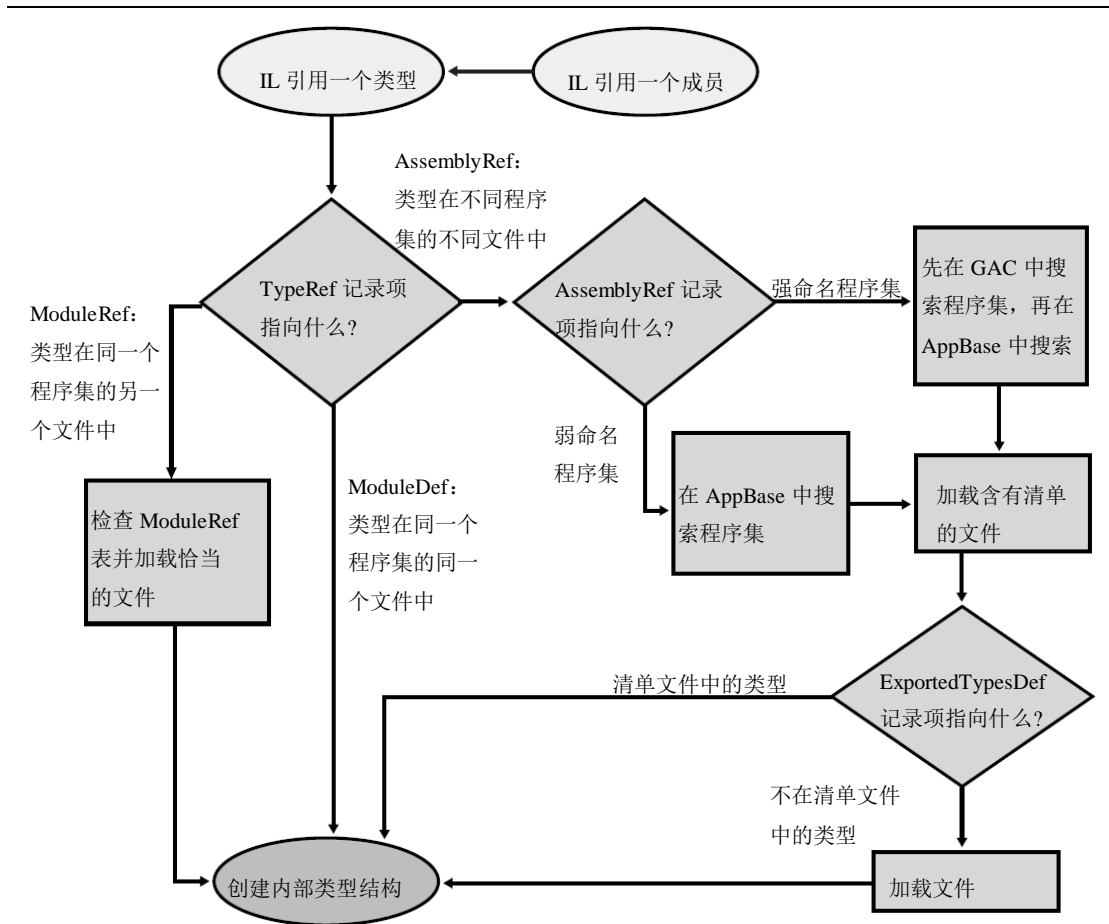 IL 引用一个类型
IL 引用一个成员
AssemblyRef：
类型在不同程序
集的不同文件中
TypeRef 记录项
指向什么?
AssemblyRef 记录
项指向什么?
强命名程序集
先在 GAC 中搜
索程序集，再在
AppBase 中搜索
ModuleRef：
类型在同一个
程序集的另一
个文件中
弱命名
程序集
检查 ModuleRef
表并加载恰当
的文件
ModuleDef：
类型在同一个
程序集的同一
个文件中
在 AppBase 中搜
索程序集
加载含有清单
的文件
清单文件中的类型
ExportedTypesDef
记录项指向什么?
不在清单文件
中的类型
创建内部类型结构
加载文件